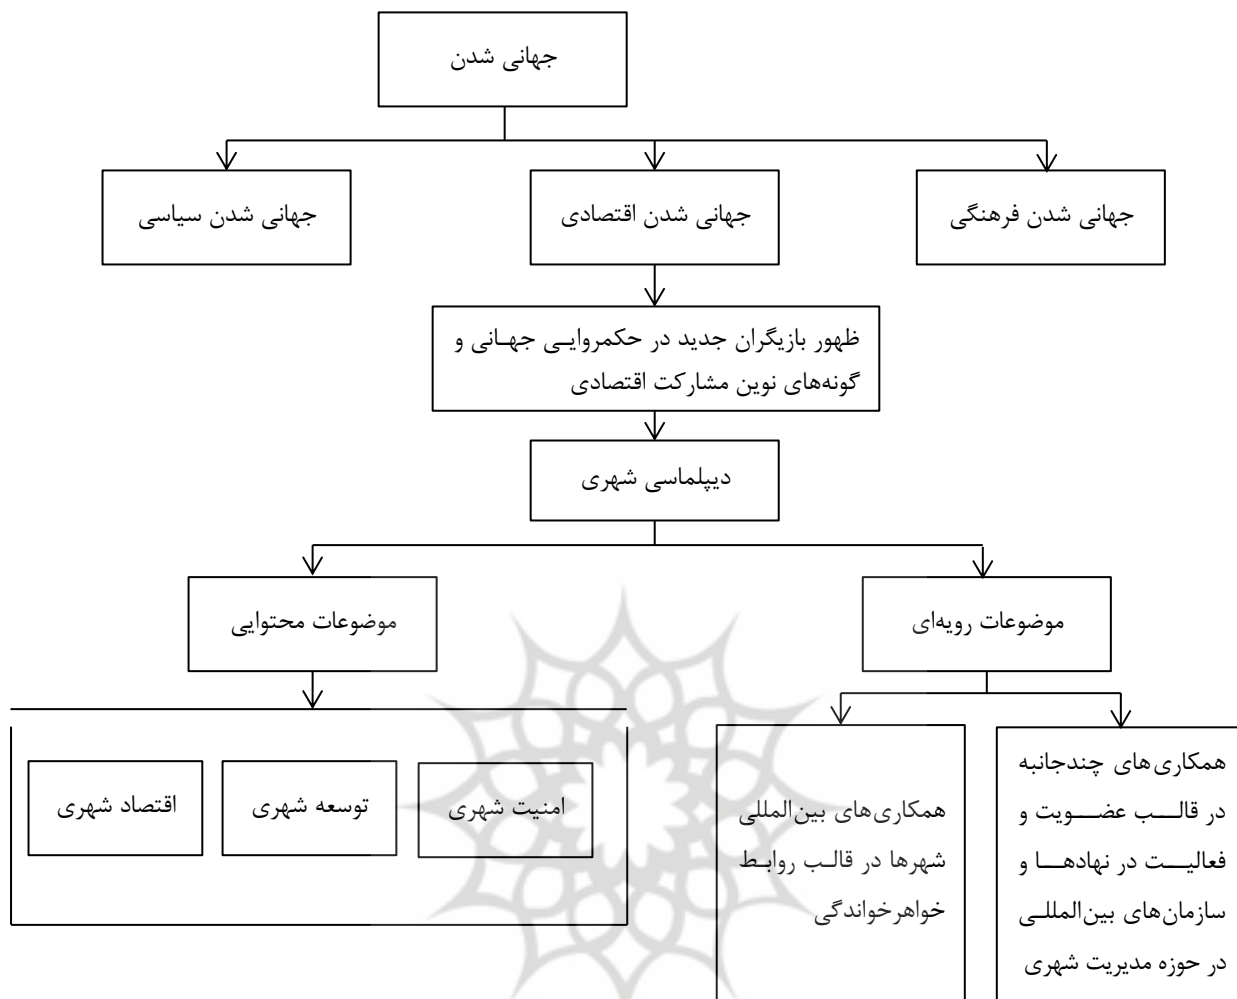 جهانی شدن
جهانی شدن فرهنگی
جهانی شدن اقتصادی
جهانی شدن سیاسی
ظهور بازیگران جدید در حکمروایی جهانی و
گونه‌های نوین مشارکت اقتصادی
دیپلماسی شهری
موضوعات رویه‌ای
موضوعات محتوایی
همکاری‌های چندجانبه
در قالب عضویت و
فعالیت در نهادها و
سازمان‌های بین‌المللی
در حوزه مدیریت شهری
همکاری‌های بین‌المللی
شهرها در قالب روابط
خواهرخواندگی
امنیت شهری
توسعه شهری
اقتصاد شهری